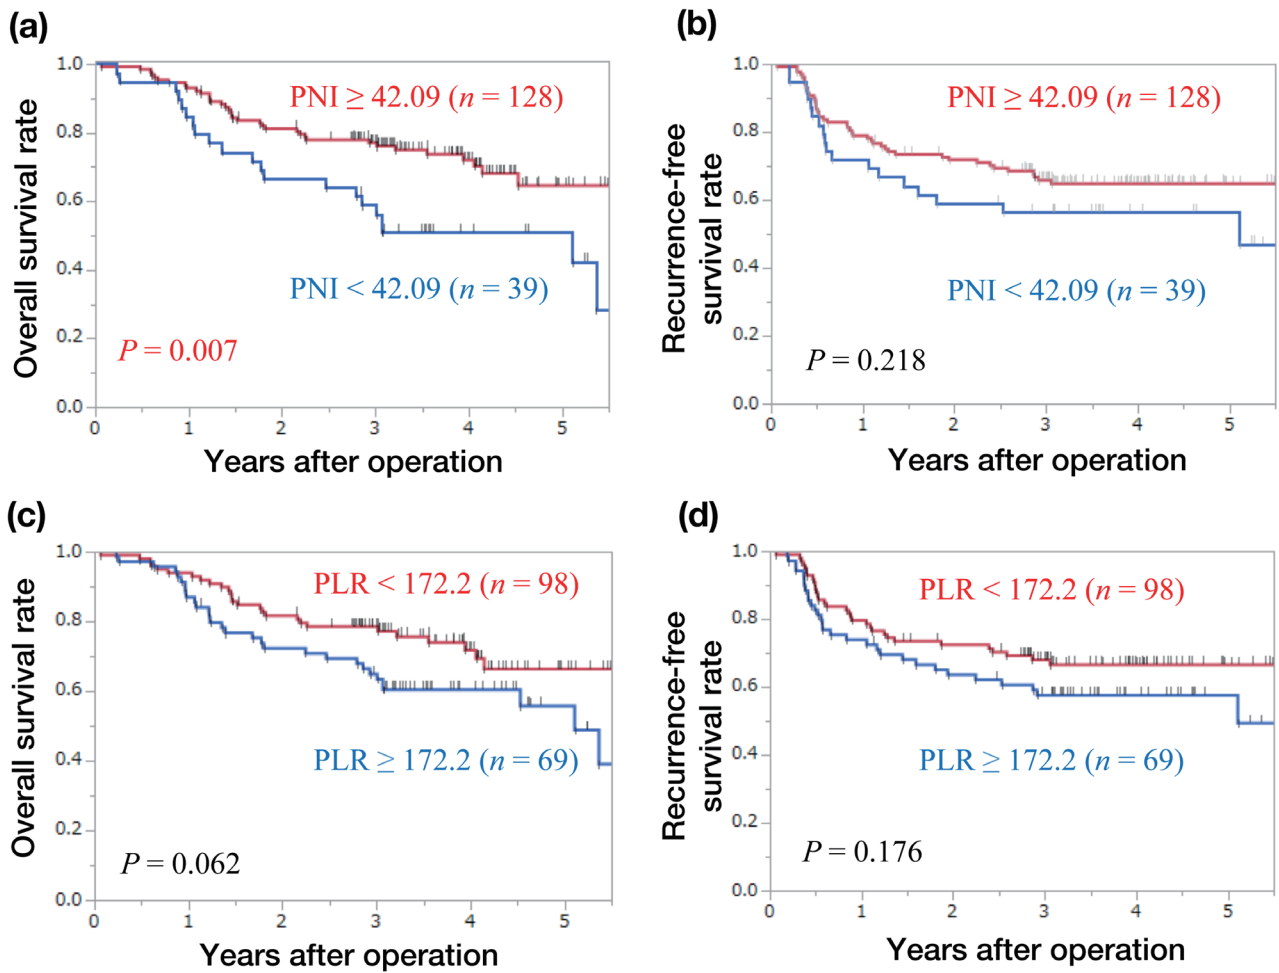 (a)
Overall survival rate
1.0
0.8
0.6
0.4
0.2
0.0
PNI ≥ 42.09 (n = 128)
PNI < 42.09 (n = 39)
P = 0.007
0 1 2 3 4 5
Years after operation
(b)
Recurrence-free
survival rate
1.0
0.8
0.6
0.4
0.2
0.0
PNI ≥ 42.09 (n = 128)
PNI < 42.09 (n = 39)
P = 0.218
0 1 2 3 4 5
Years after operation
(c)
Overall survival rate
1.0
0.8
0.6
0.4
0.2
0.0
PLR < 172.2 (n = 98)
PLR ≥ 172.2 (n = 69)
P = 0.062
0 1 2 3 4 5
Years after operation
(d)
Recurrence-free
survival rate
1.0
0.8
0.6
0.4
0.2
0.0
PLR < 172.2 (n = 98)
PLR ≥ 172.2 (n = 69)
P = 0.176
0 1 2 3 4 5
Years after operation